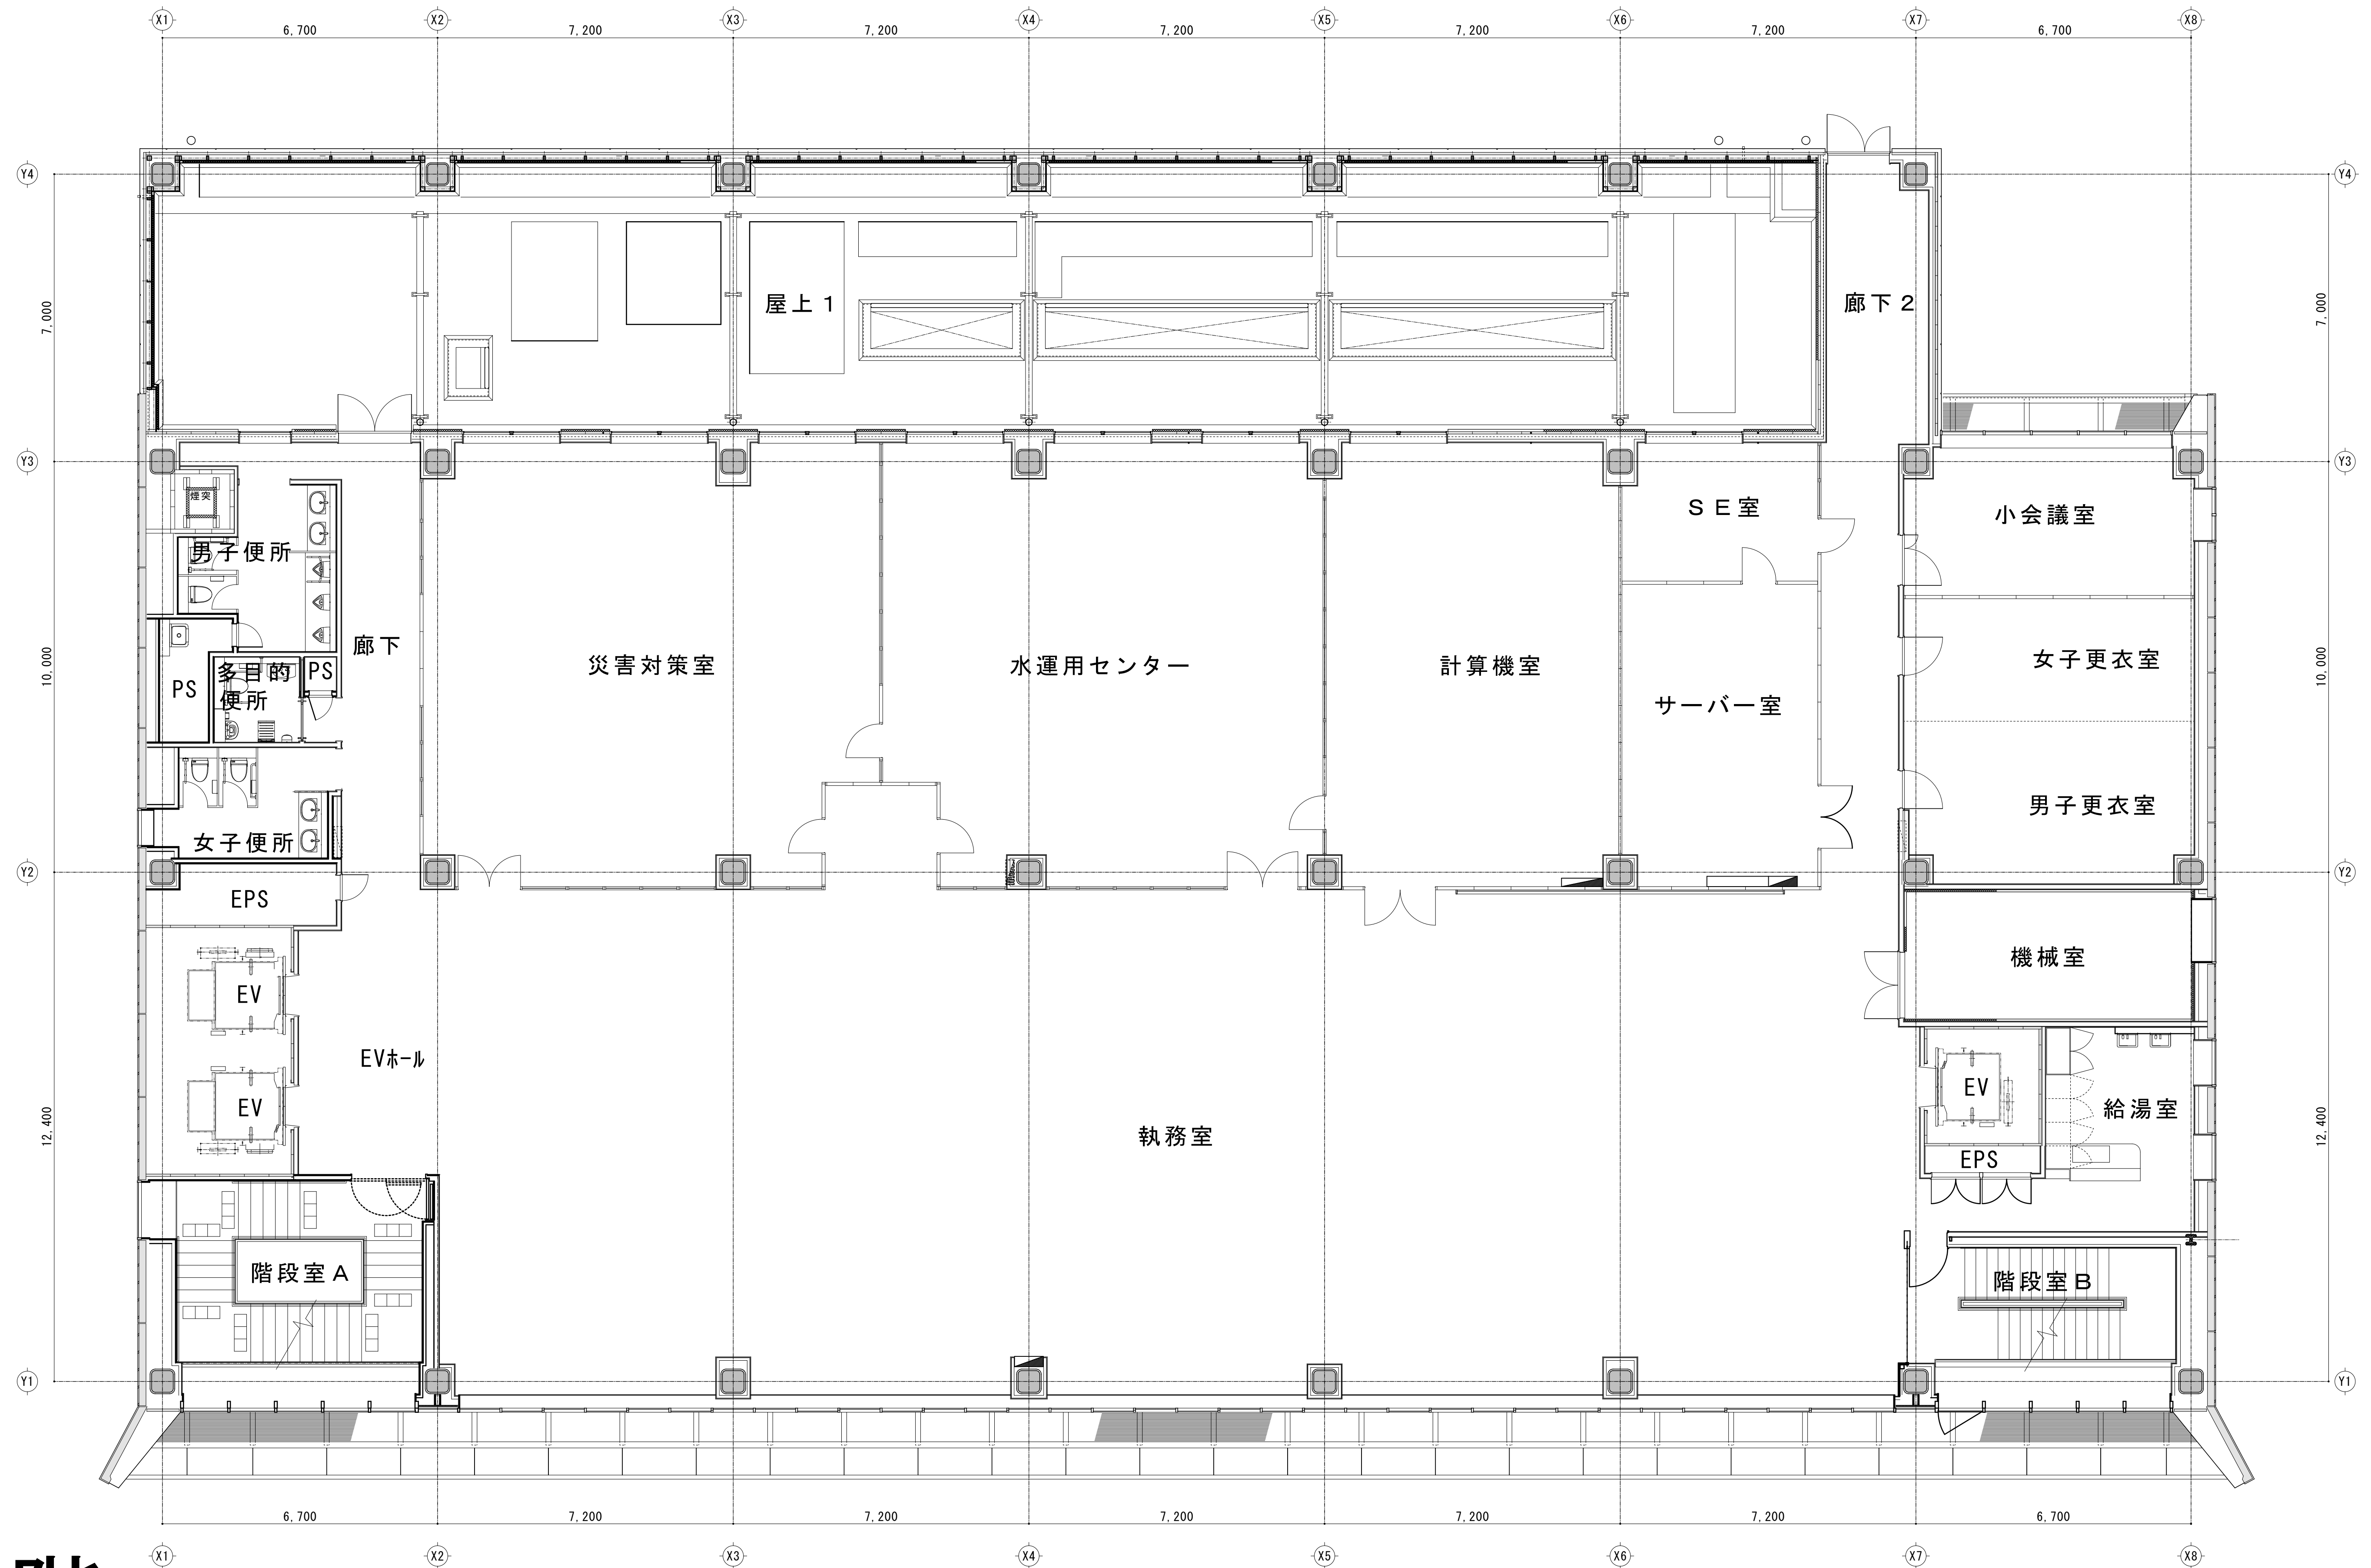 X1 X2 X3 X4 X5 X6 X7 X8
6,700 7,200 7,200 7,200 7,200 7,200 6,700
Y4 Y4
屋上1 廊下2
7,000 7,000
Y3 Y3
煙突
SE室 小会議室
男子便所
廊下
災害対策室 水運用センター 計算機室 女子更衣室
10,000 10,000
多目的 PS
便所
PS
サーバー室
男子更衣室
女子便所
Y2 Y2
EPS
機械室
EV
EVホール
EV EV 給湯室
12,400 12,400
執務室
EPS
階段室A 階段室B
Y1 Y1
6,700 7,200 7,200 7,200 7,200 7,200 6,700
X1 X2 X3 X4 X5 X6 X7 X8